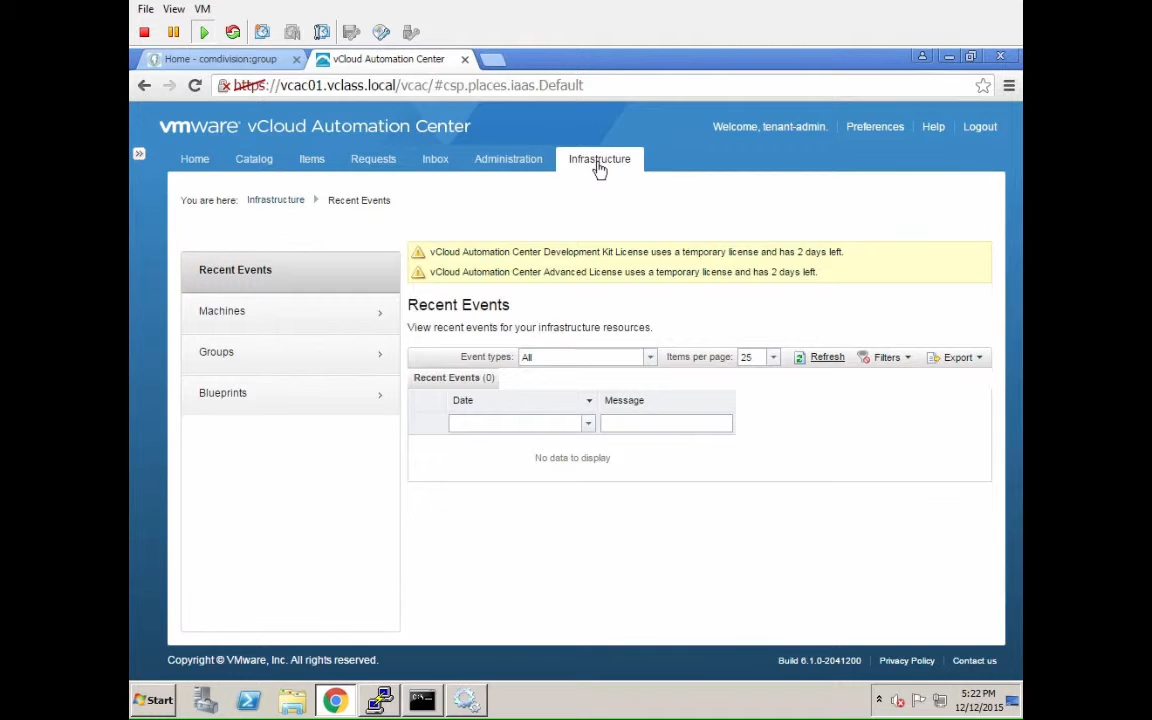 File View VM
Home - comdivision:group
vCloud Automation Center
https://vcac01.vclass.local/vcac/#csp.places.iaas.Default
vmware vCloud Automation Center
Welcome, tenant-admin. Preferences Help Logout
Home Catalog Items Requests Inbox Administration Infrastructure
You are here: Infrastructure Recent Events
Recent Events
Machines
Groups
Blueprints
vCloud Automation Center Development Kit License uses a temporary license and has 2 days left.
vCloud Automation Center Advanced License uses a temporary license and has 2 days left.
Recent Events
View recent events for your infrastructure resources.
Event types: All Items per page: 25 Refresh Filters Export
Recent Events (0)
Date Message
No data to display
Copyright © VMware, Inc. All rights reserved.
Build 6.1.0-2041200 Privacy Policy Contact us
Start
5:22 PM
12/12/2015